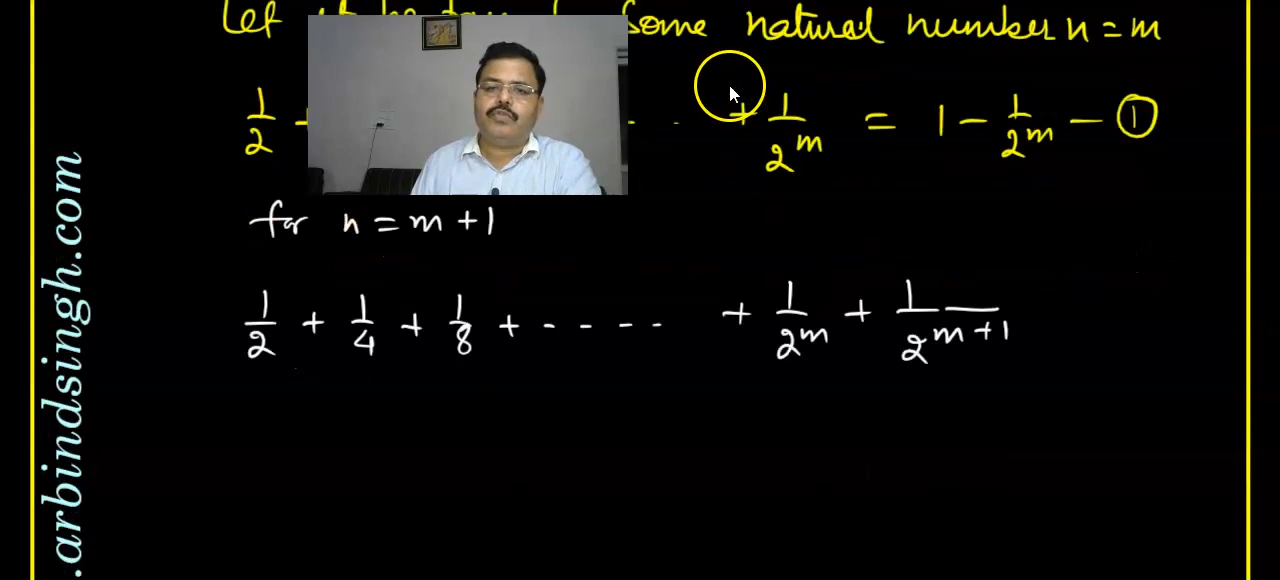 Let some natural number n = m
1/2 + . . + 1/2^m = 1 - 1/2^m - ①
for n = m + 1
1/2 + 1/4 + 1/8 + - - - - + 1/2^m + 1/2^(m+1)
.arbindsingh.com